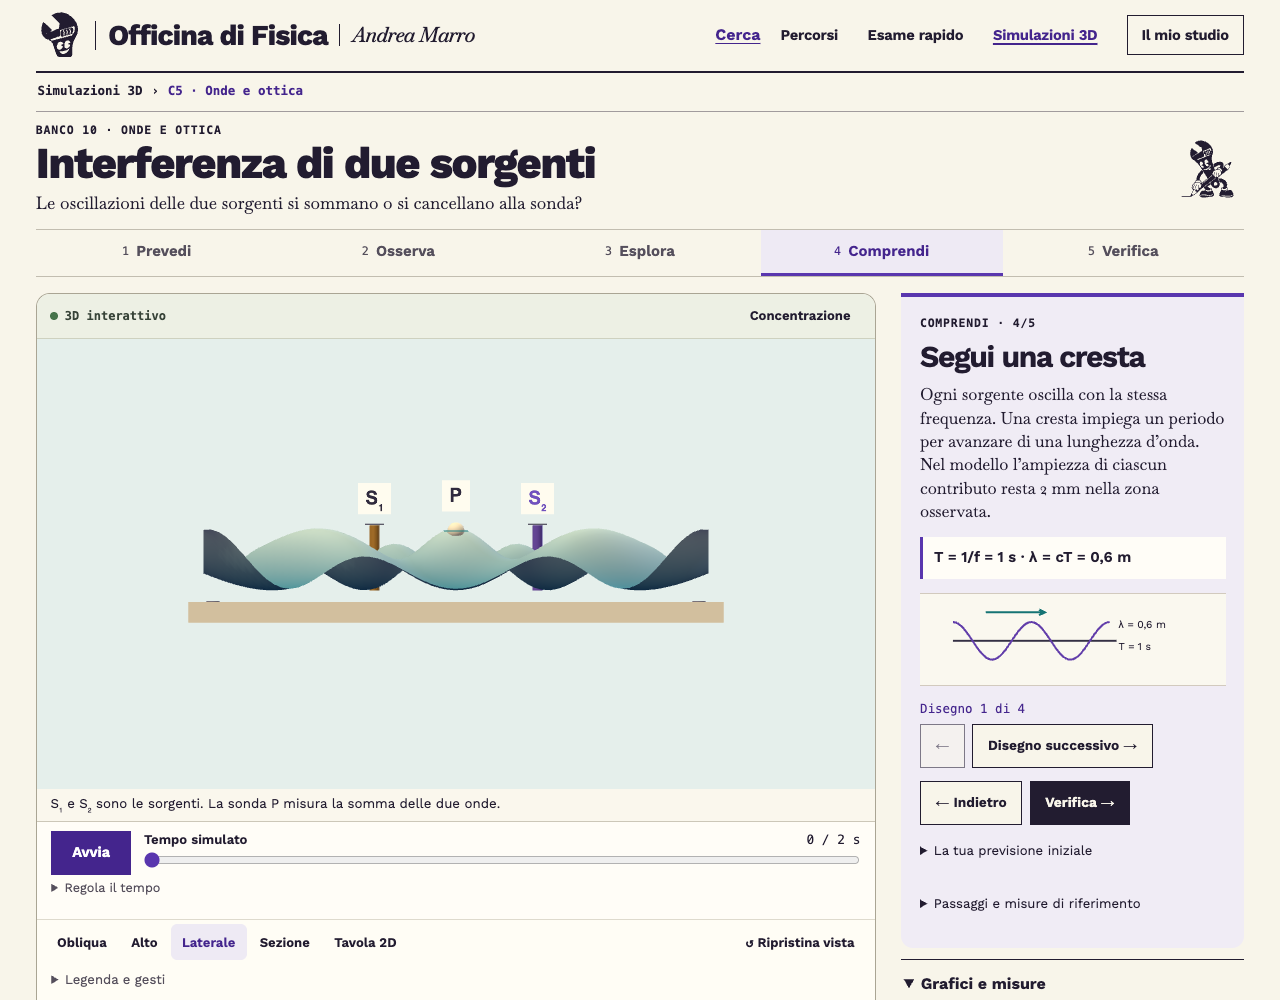 Officina di Fisica
Andrea Marro
Cerca
Percorsi
Esame rapido
Simulazioni 3D
Il mio studio
Simulazioni 3D › C5 · Onde e ottica
BANCO 10 · ONDE E OTTICA
Interferenza di due sorgenti
Le oscillazioni delle due sorgenti si sommano o si cancellano alla sonda?
1 Prevedi
2 Osserva
3 Esplora
4 Comprendi
5 Verifica
3D interattivo
Concentrazione
S₁
P
S₂
S₁ e S₂ sono le sorgenti. La sonda P misura la somma delle due onde.
Avvia
Tempo simulato
0 / 2 s
▶ Regola il tempo
Obliqua
Alto
Laterale
Sezione
Tavola 2D
↺ Ripristina vista
▶ Legenda e gesti
COMPRENDI · 4/5
Segui una cresta
Ogni sorgente oscilla con la stessa
frequenza. Una cresta impiega un periodo
per avanzare di una lunghezza d’onda.
Nel modello l’ampiezza di ciascun
contributo resta 2 mm nella zona
osservata.
T = 1/f = 1 s · λ = cT = 0,6 m
λ = 0,6 m
T = 1 s
Disegno 1 di 4
←
Disegno successivo →
← Indietro
Verifica →
▶ La tua previsione iniziale
▶ Passaggi e misure di riferimento
▼ Grafici e misure